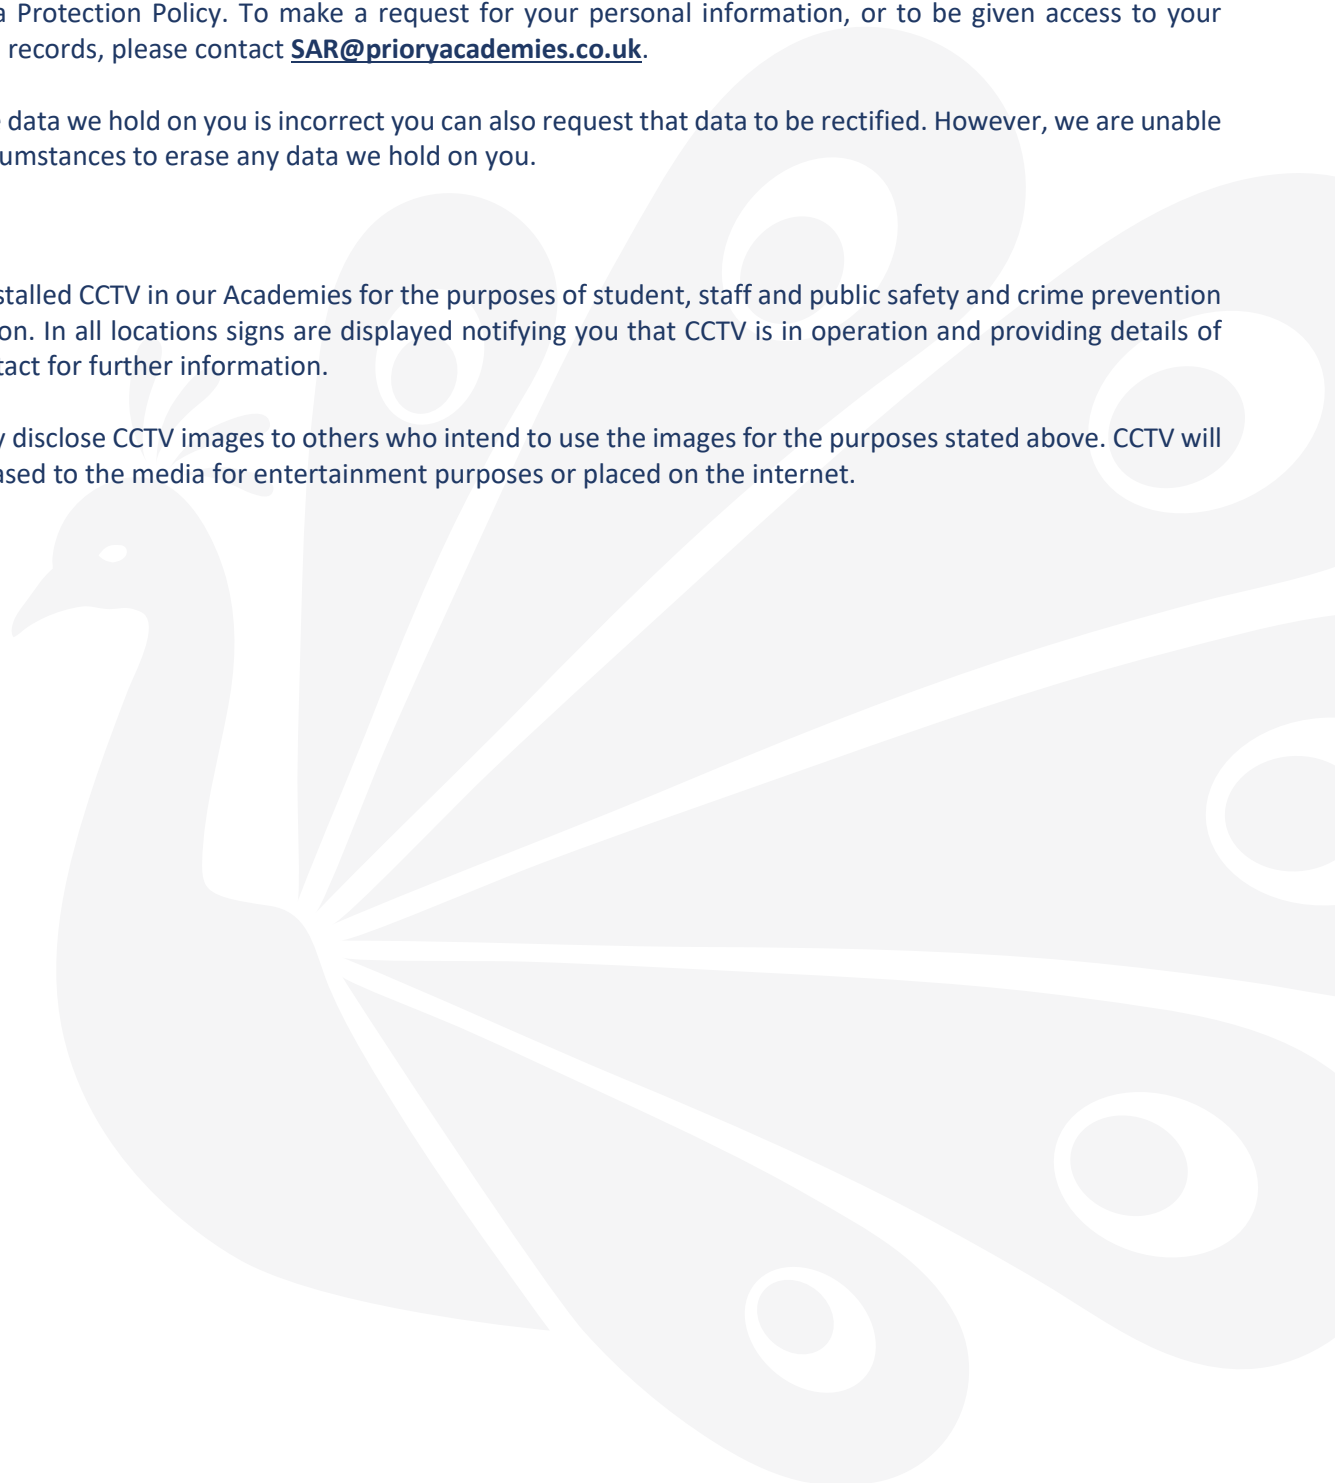 a Protection Policy. To make a request for your personal information, or to be given access to your
records, please contact SAR@prioryacademies.co.uk.
data we hold on you is incorrect you can also request that data to be rectified. However, we are unable
umstances to erase any data we hold on you.
stalled CCTV in our Academies for the purposes of student, staff and public safety and crime prevention
on. In all locations signs are displayed notifying you that CCTV is in operation and providing details of
tact for further information.
y disclose CCTV images to others who intend to use the images for the purposes stated above. CCTV will
ased to the media for entertainment purposes or placed on the internet.